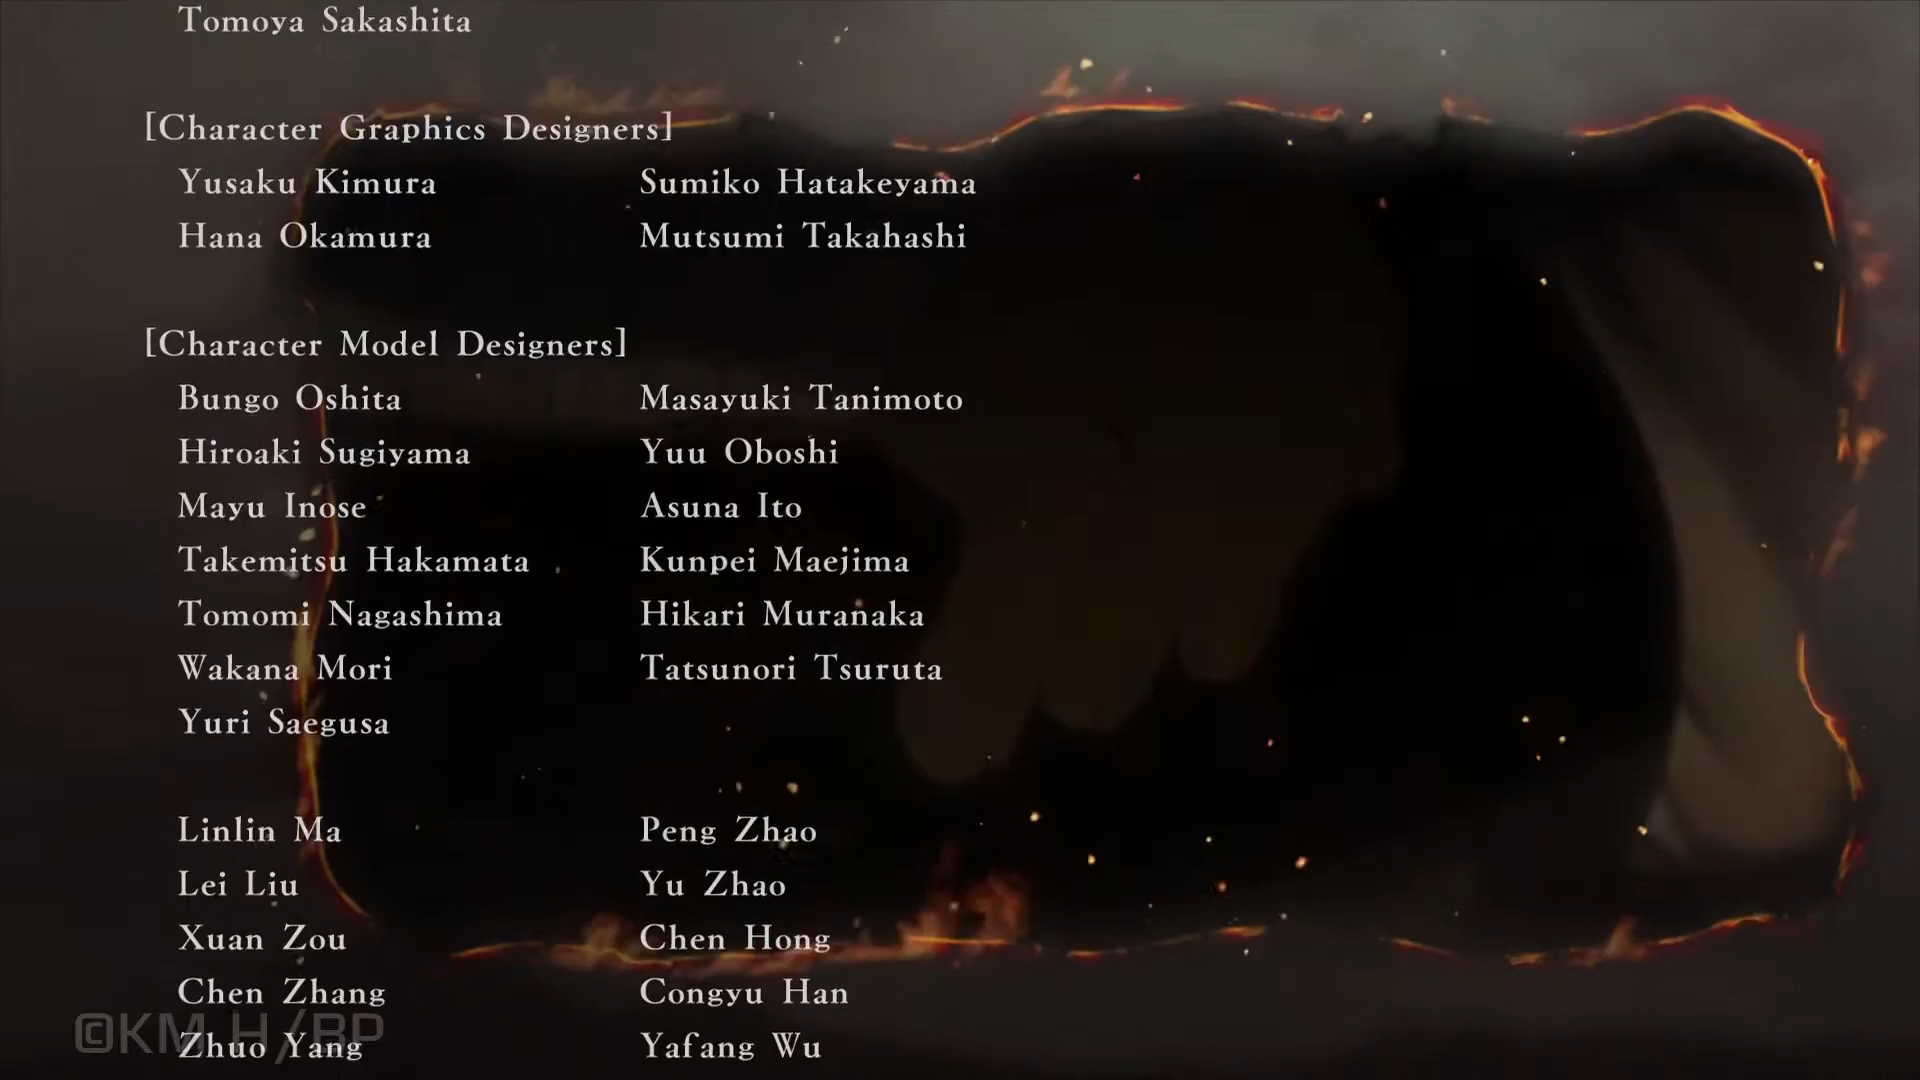 Tomoya Sakashita
[Character Graphics Designers]
Yusaku Kimura Sumiko Hatakeyama
Hana Okamura Mutsumi Takahashi
[Character Model Designers]
Bungo Oshita Masayuki Tanimoto
Hiroaki Sugiyama Yuu Oboshi
Mayu Inose Asuna Ito
Takemitsu Hakamata Kunpei Maejima
Tomomi Nagashima Hikari Muranaka
Wakana Mori Tatsunori Tsuruta
Yuri Saegusa
Linlin Ma Peng Zhao
Lei Liu Yu Zhao
Xuan Zou Chen Hong
Chen Zhang Congyu Han
©KM,H/BP
Zhuo Yang Yafang Wu